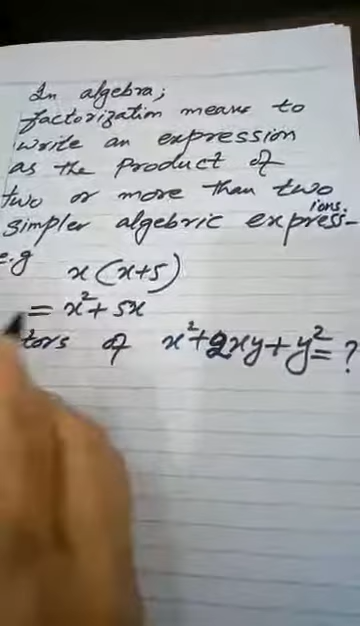 In algebra;
factorization means to
write an expression
as the product of
two or more than two
simpler algebraic expressions.
e.g x(x+5)
= x²+5x
tors of x²+2xy+y²=?